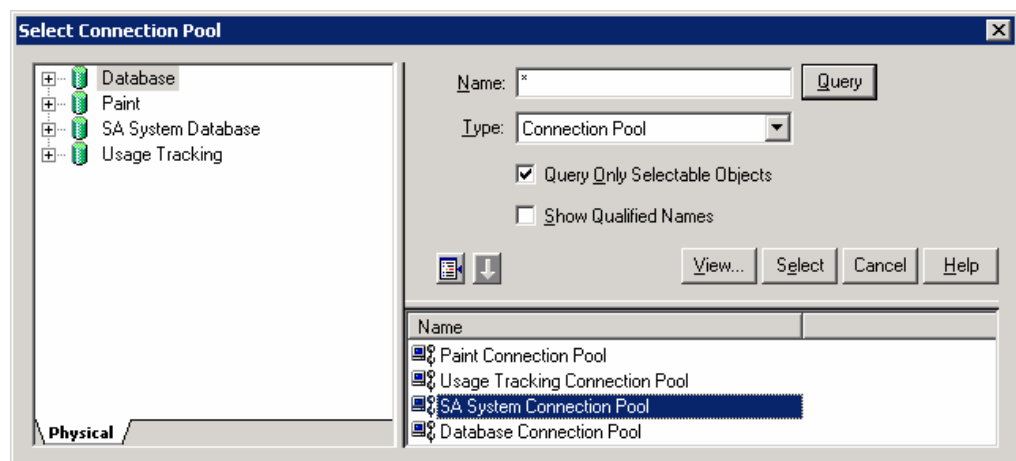 Select Connection Pool
Database
Paint
SA System Database
Usage Tracking
Physical
Name: * Query
Type: Connection Pool
Query Only Selectable Objects
Show Qualified Names
View... Select Cancel Help
Name
Paint Connection Pool
Usage Tracking Connection Pool
SA System Connection Pool
Database Connection Pool